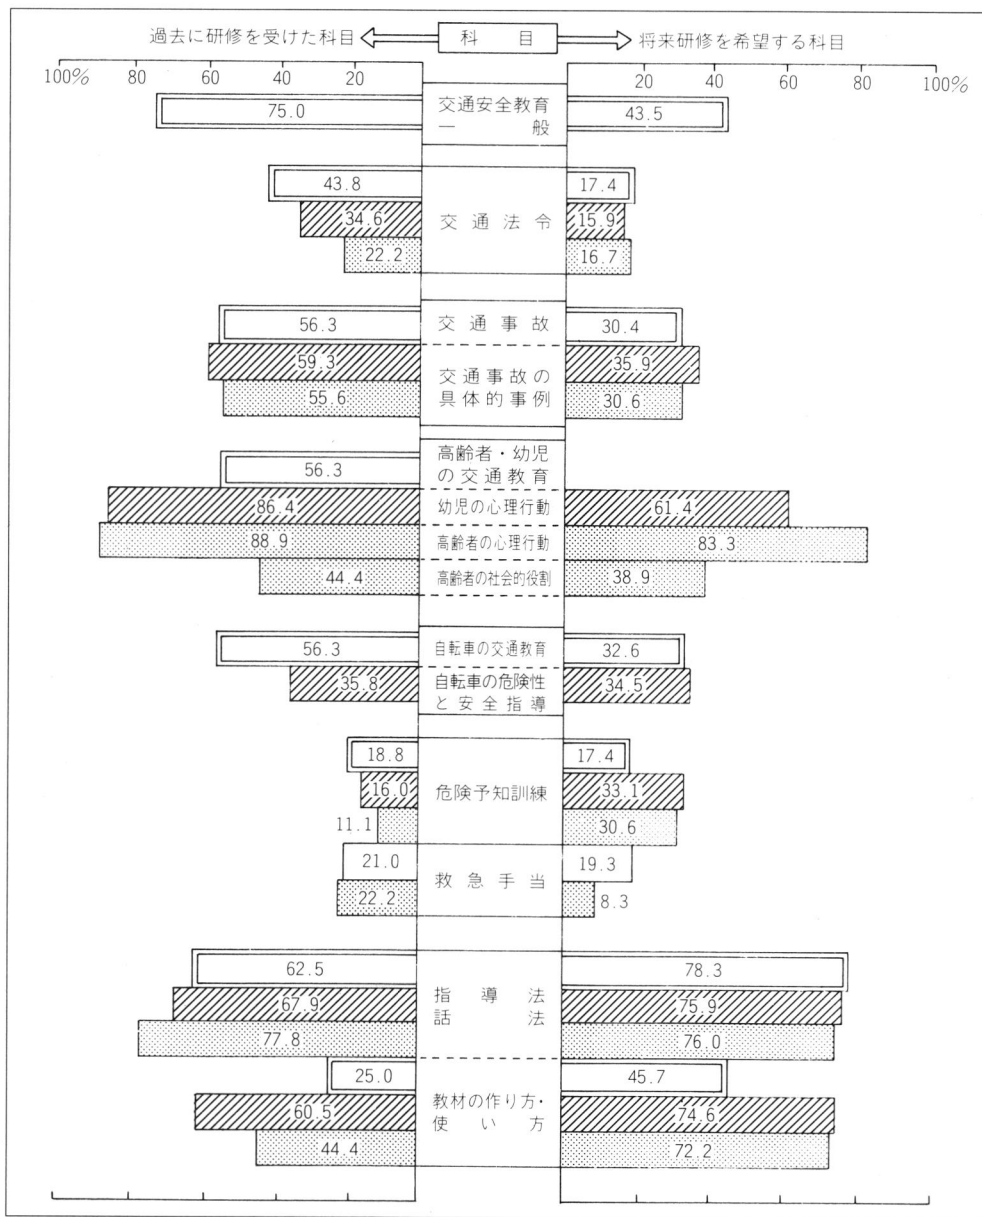 過去に研修を受けた科目 科目 将来研修を希望する科目
100% 80 60 40 20 20 40 60 80 100%
75.0 交通安全教育 43.5
一般
43.8 17.4
34.6 交通法令 15.9
22.2 16.7
56.3 交通事故 30.4
59.3 交通事故の 35.9
55.6 具体的事例 30.6
高齢者・幼児
56.3 の交通教育
86.4 幼児の心理行動 61.4
88.9 高齢者の心理行動 83.3
44.4 高齢者の社会的役割 38.9
56.3 自転車の交通教育 32.6
35.8 自転車の危険性 34.5
と安全指導
18.8 17.4
16.0 危険予知訓練 33.1
11.1 30.6
21.0 救急手当 19.3
22.2 8.3
62.5 78.3
67.9 指導法 75.9
話法
77.8 76.0
25.0 45.7
60.5 教材の作り方・ 74.6
使い方
44.4 72.2
80 60 40 20 20 40 60 80